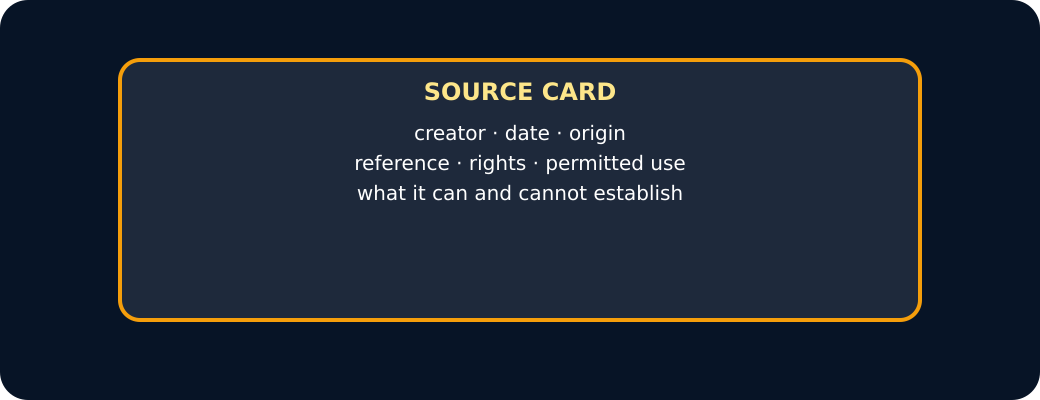 SOURCE CARD
creator · date · origin
reference · rights · permitted use
what it can and cannot establish